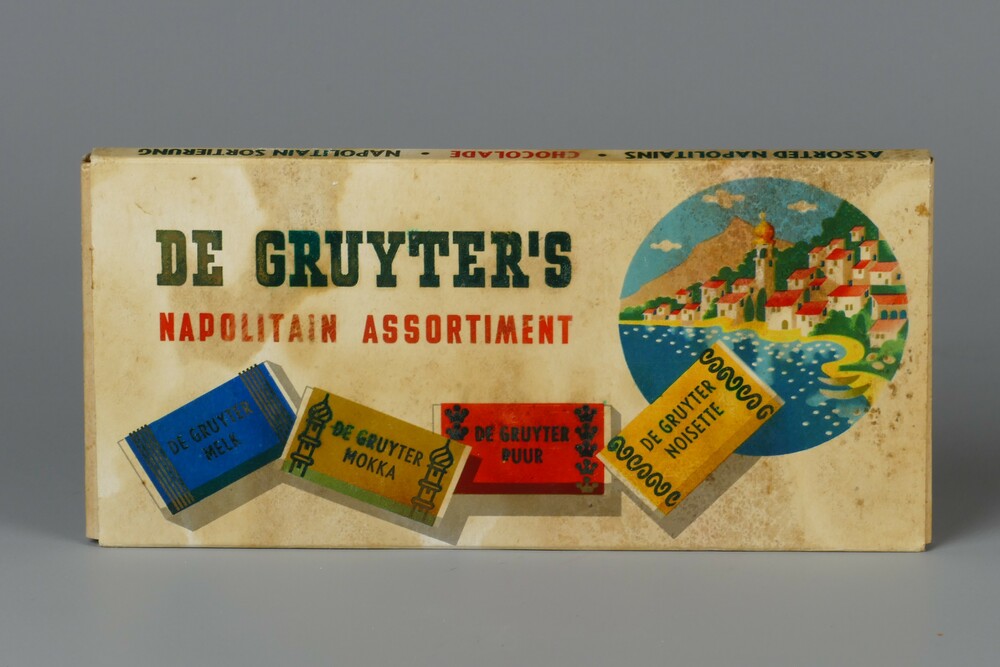 ASSORTED NAPOLITAINS • CHOCOLADE • NAPOLITAIN SORTIERUNG
DE GRUYTER'S
NAPOLITAIN ASSORTIMENT
DE GRUYTER
MELK
DE GRUYTER
MOKKA
DE GRUYTER
PUUR
DE GRUYTER
NOISETTE